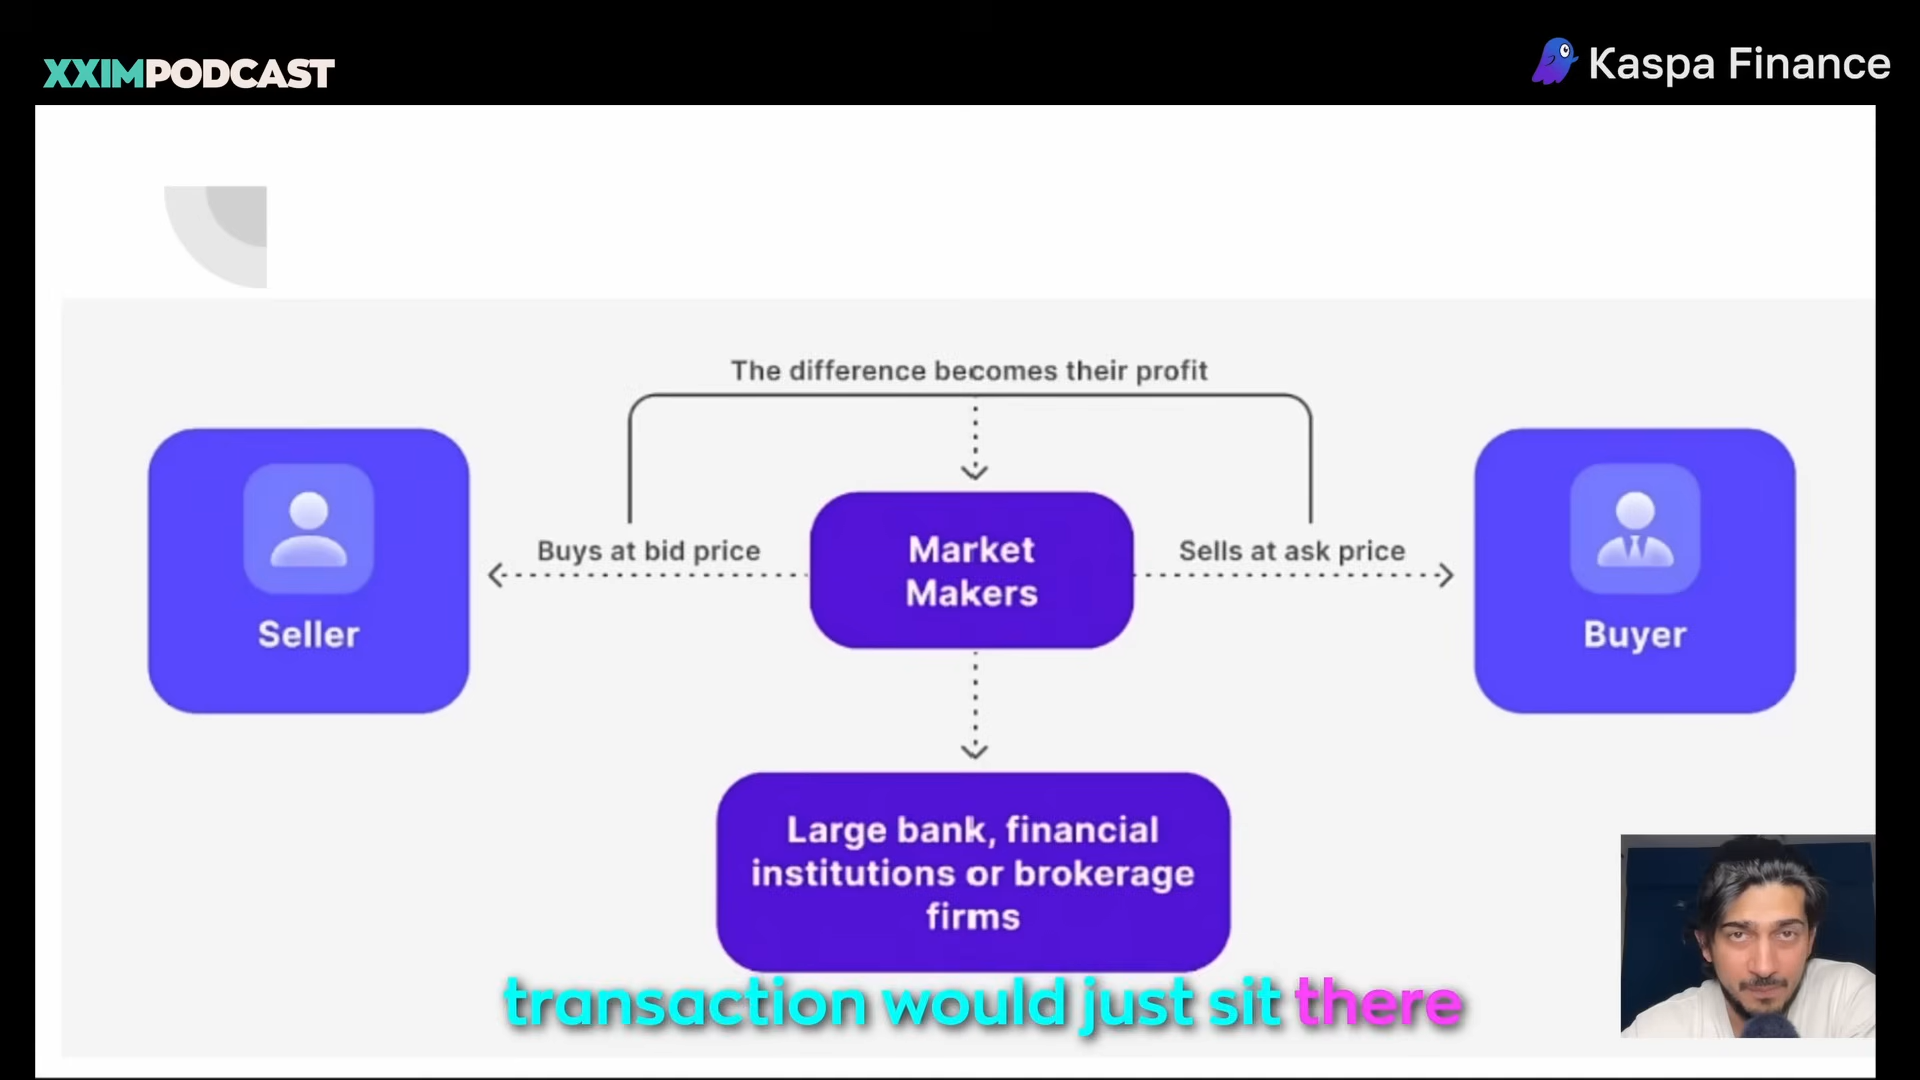 XXIMPODCAST
Kaspa Finance
The difference becomes their profit
Buys at bid price
Sells at ask price
Market
Makers
Seller
Buyer
Large bank, financial
institutions or brokerage
firms
transaction would just sit there